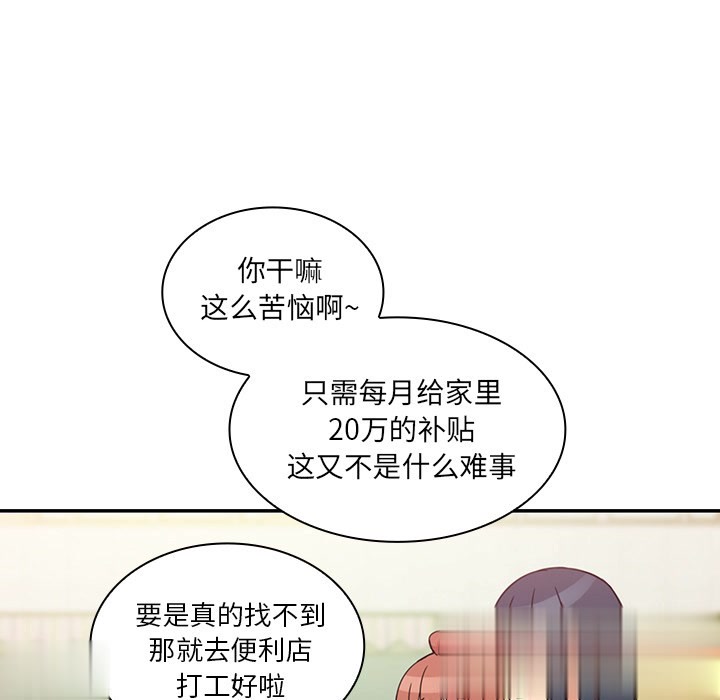 你干嘛
这么苦恼啊~
只需每月给家里
20万的补贴
这又不是什么难事
要是真的找不到
那就去便利店
打工好啦